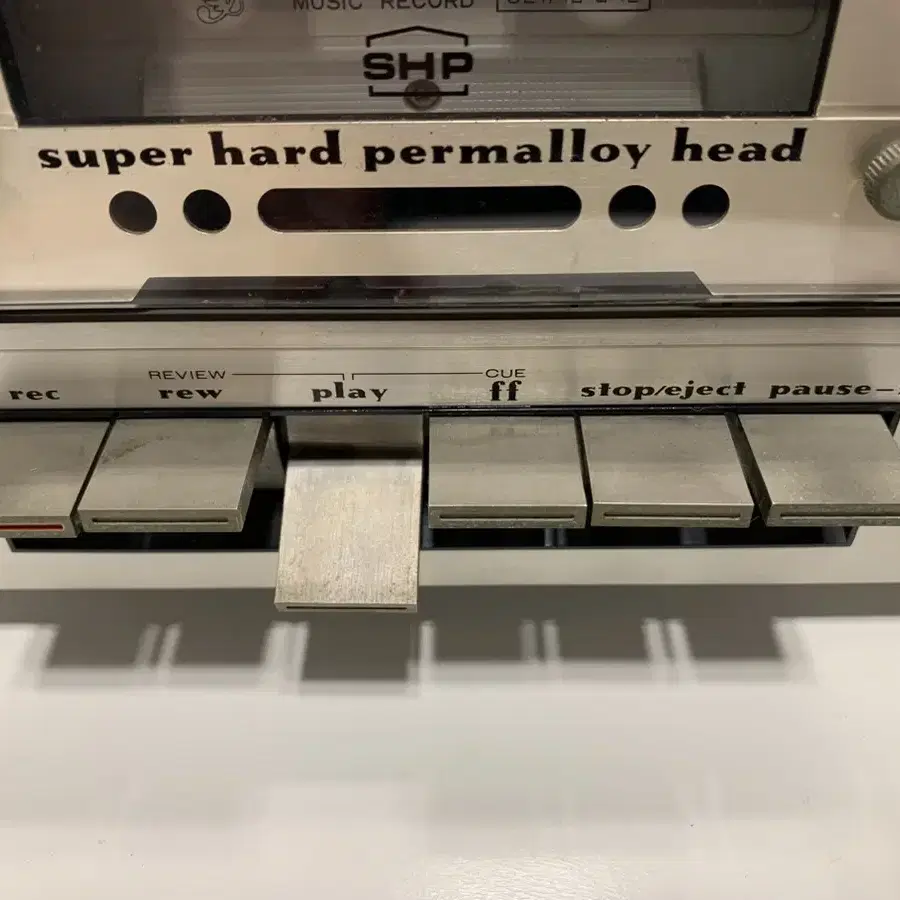 MUSIC RECORD
SHP
super hard permalloy head
REVIEW CUE
rec rew play ff stop/eject pause